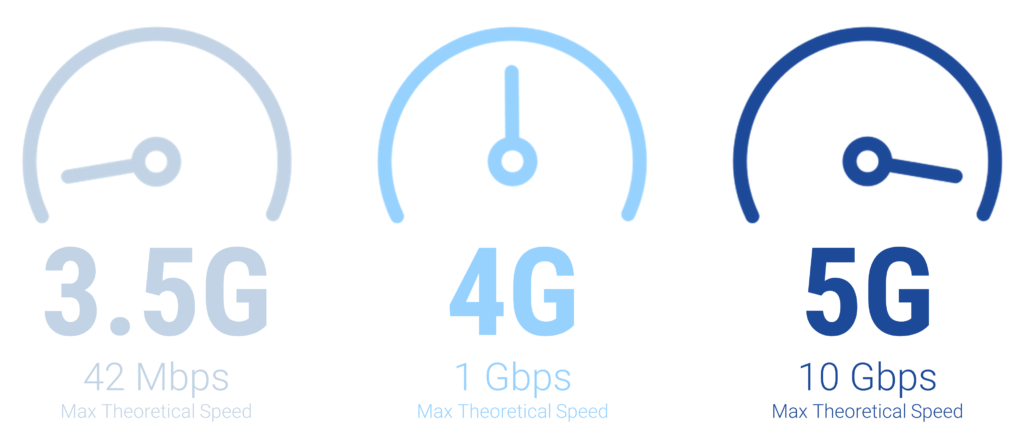 3.5G
42 Mbps
Max Theoretical Speed
4G
1 Gbps
Max Theoretical Speed
5G
10 Gbps
Max Theoretical Speed